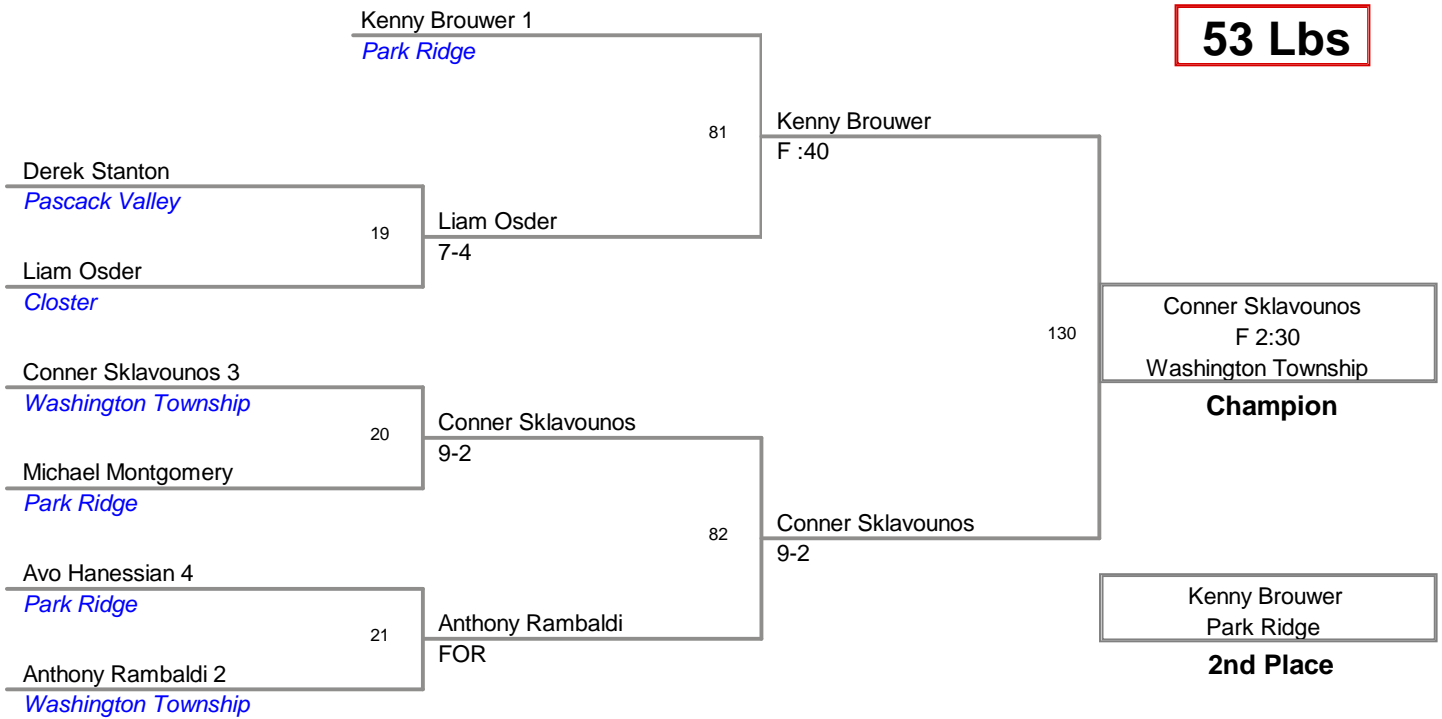 Kenny Brouwer 1
Park Ridge
53 Lbs
81
Kenny Brouwer
F :40
Derek Stanton
Pascack Valley
19
Liam Osder
7-4
Liam Osder
Closter
130
Conner Sklavounos
F 2:30
Washington Township
Champion
Conner Sklavounos 3
Washington Township
20
Conner Sklavounos
9-2
Michael Montgomery
Park Ridge
82
Conner Sklavounos
9-2
Avo Hanessian 4
Park Ridge
21
Anthony Rambaldi
FOR
Anthony Rambaldi 2
Washington Township
Kenny Brouwer
Park Ridge
2nd Place